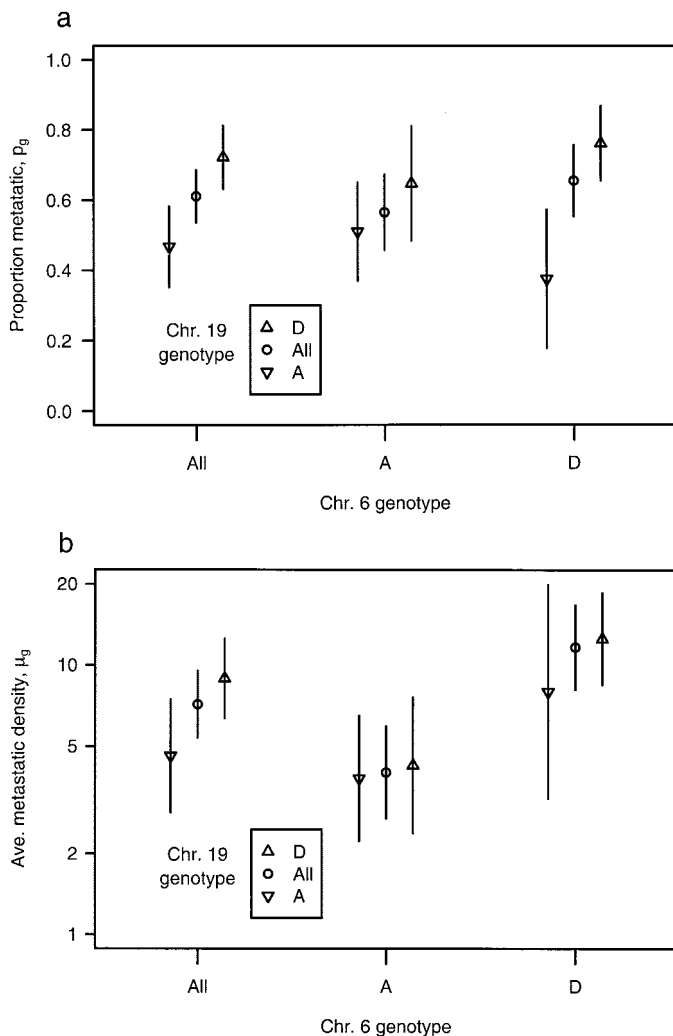 a
1.0
0.8
0.6
0.4
0.2
0.0
Proportion metatatic, pg
Chr. 19
genotype
D
All
A
All A D
Chr. 6 genotype
b
20
10
5
2
1
Ave. metastatic density, μg
Chr. 19
genotype
D
All
A
All A D
Chr. 6 genotype